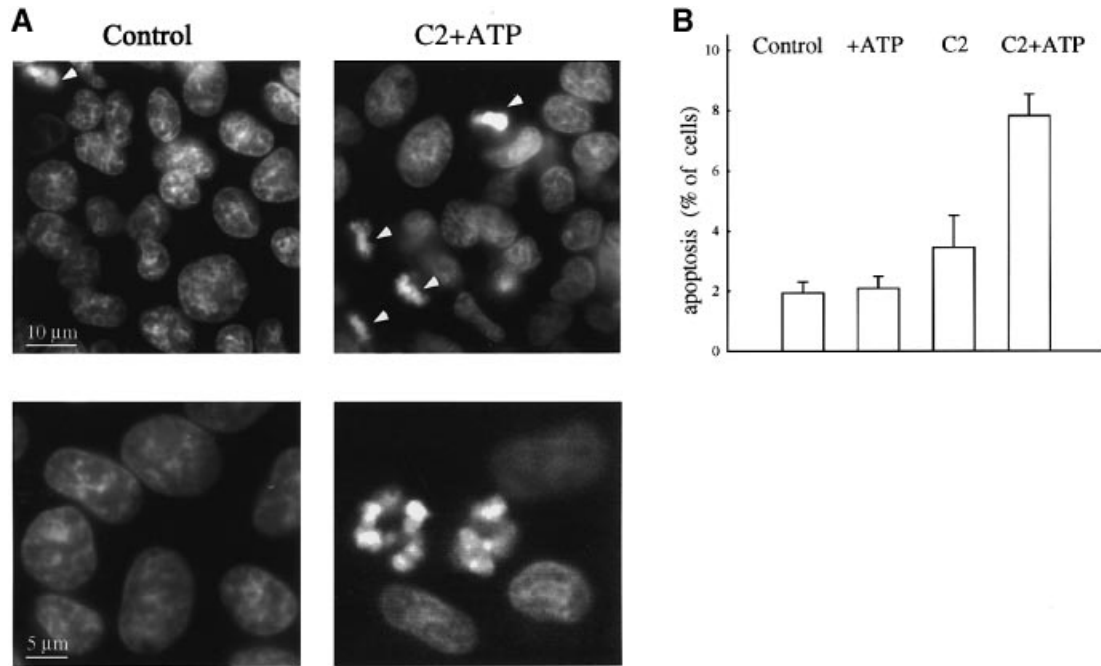 A
Control
C2+ATP
10 µm
5 µm
B
Control +ATP C2 C2+ATP
apoptosis (% of cells)
10
8
6
4
2
0